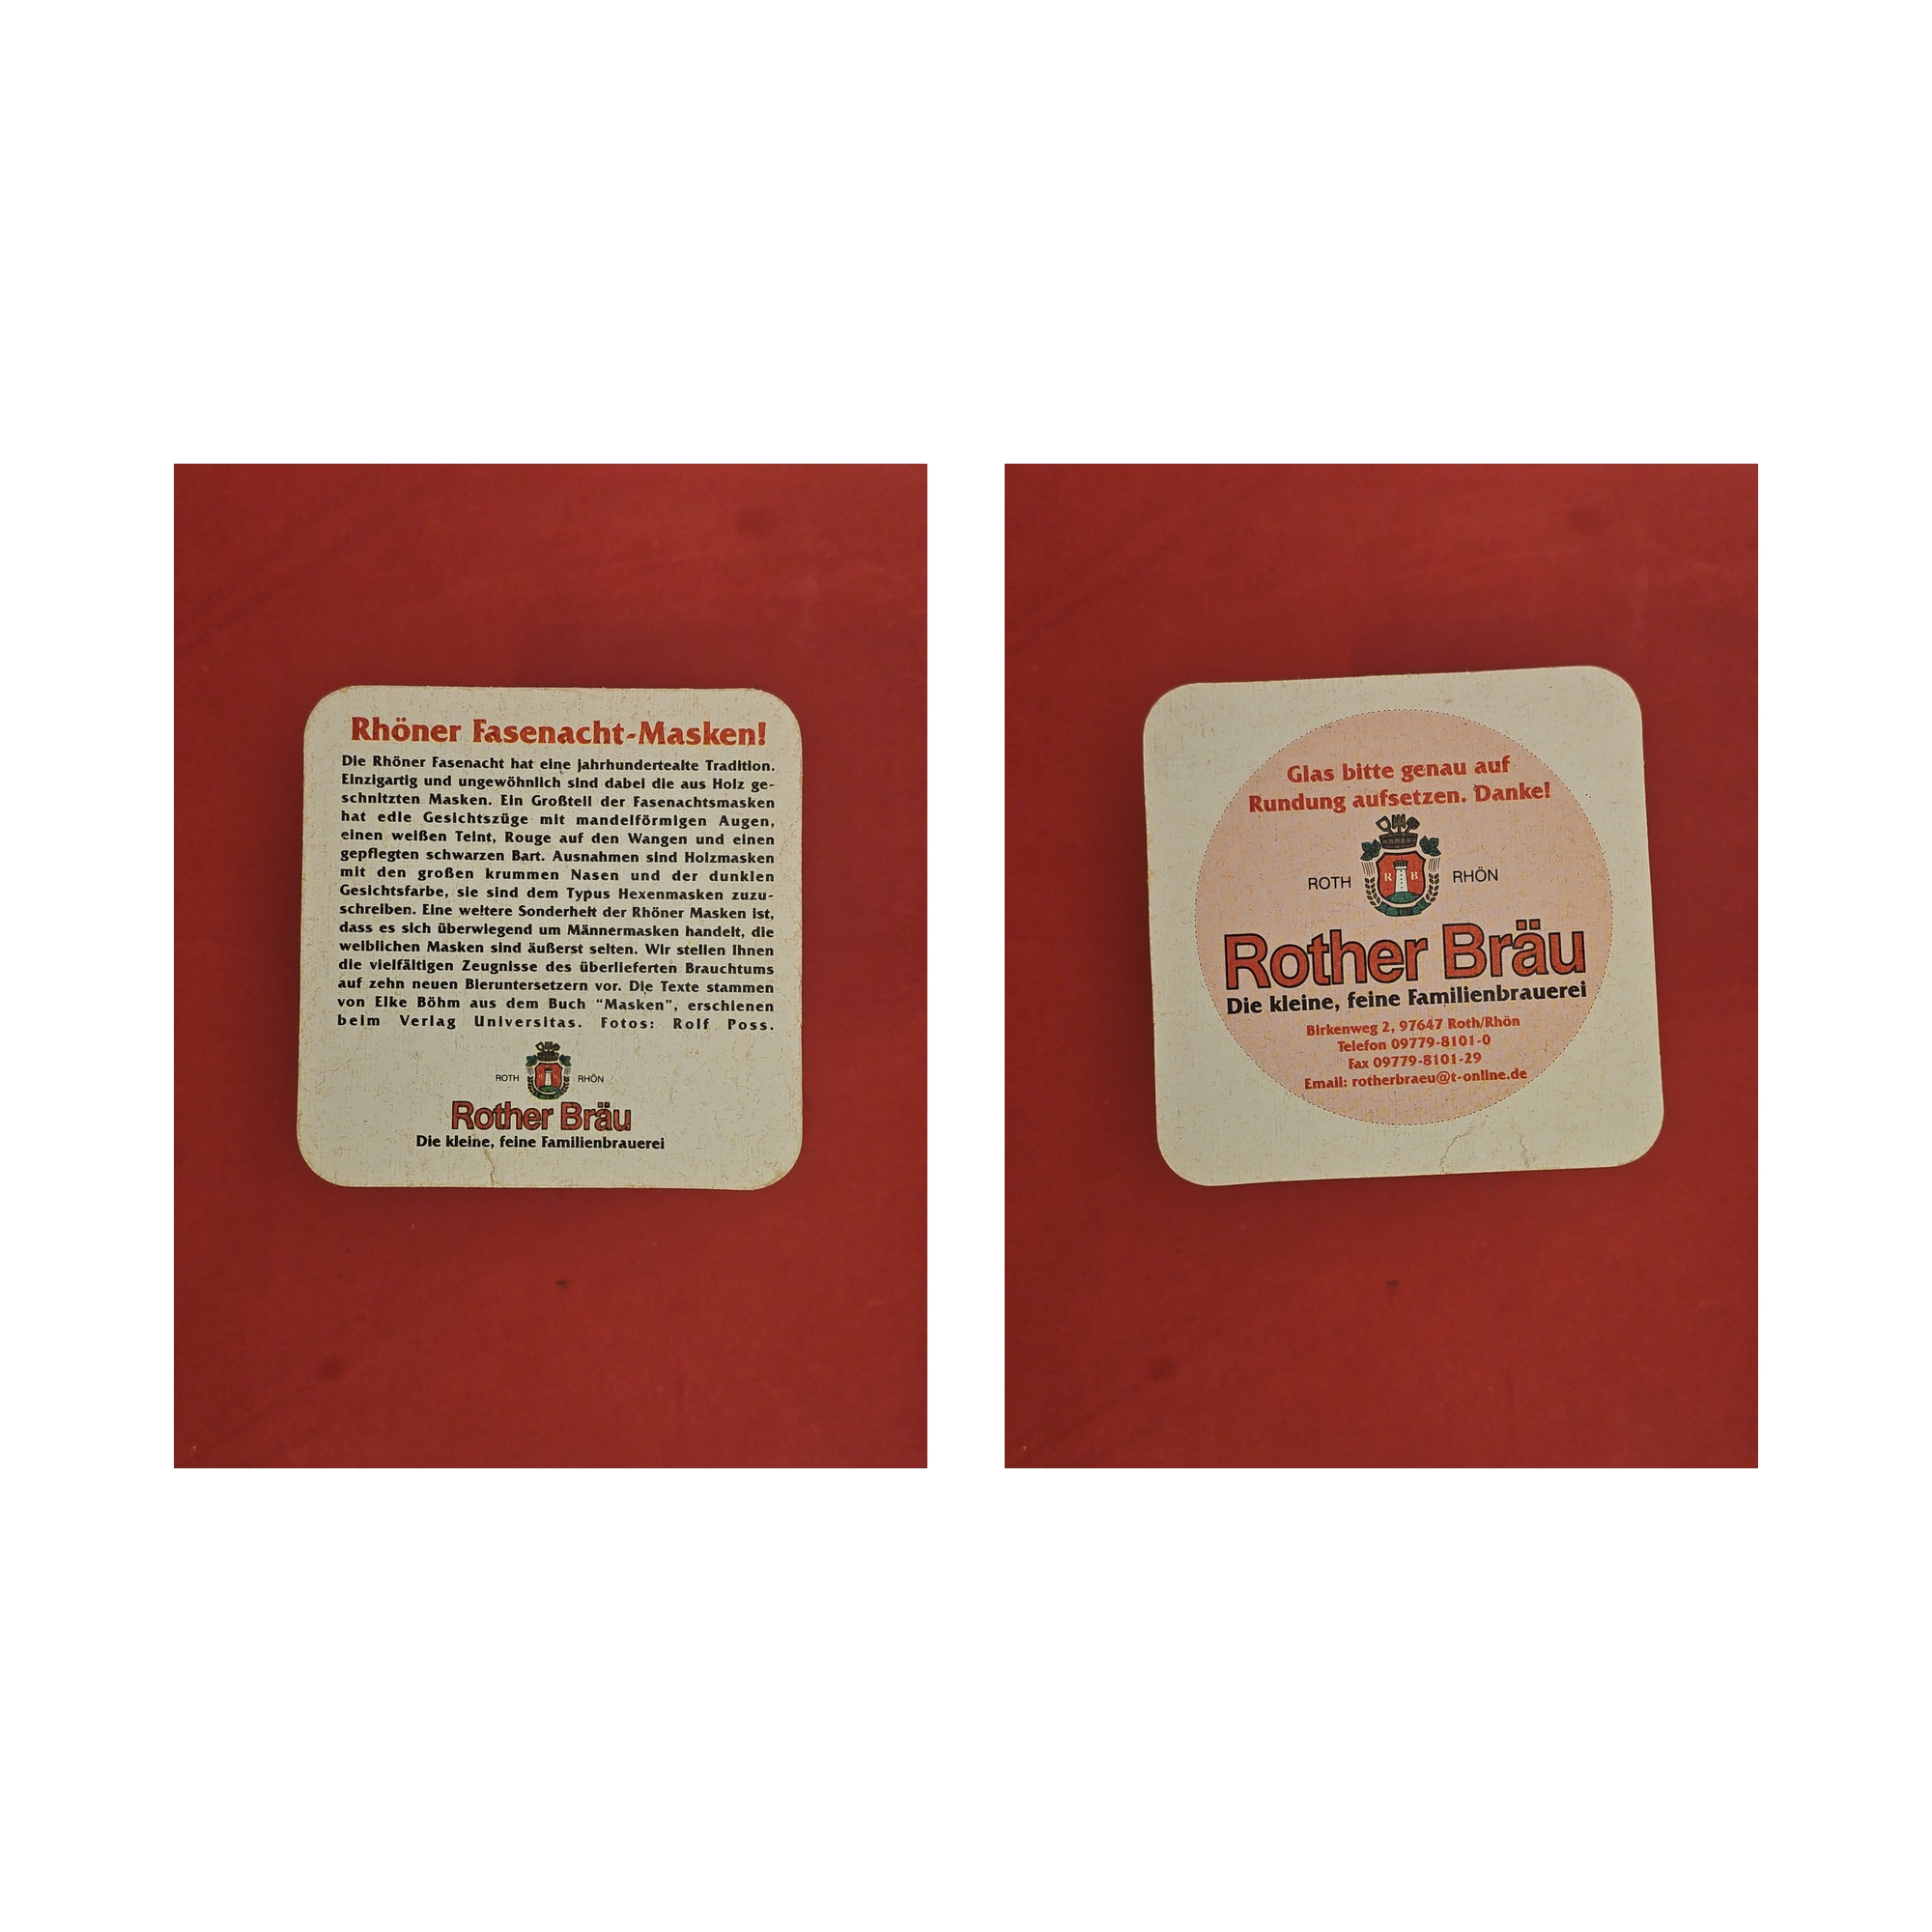 Rhöner Fasenacht-Masken!
Die Rhöner Fasenacht hat eine jahrhundertealte Tradition.
Einzigartig und ungewöhnlich sind dabei die aus Holz ge-
schnitzten Masken. Ein Großteil der Fasenachtsmasken
hat edle Gesichtszüge mit mandelförmigen Augen,
einen weißen Teint, Rouge auf den Wangen und einen
gepflegten schwarzen Bart. Ausnahmen sind Holzmasken
mit den großen krummen Nasen und der dunklen
Gesichtsfarbe, sie sind dem Typus Hexenmasken zuzu-
schreiben. Eine weitere Sonderheit der Rhöner Masken ist,
dass es sich überwiegend um Männermasken handelt, die
weiblichen Masken sind äußerst selten. Wir stellen Ihnen
die vielfältigen Zeugnisse des überlieferten Brauchtums
auf zehn neuen Bieruntersetzern vor. Die Texte stammen
von Elke Böhm aus dem Buch “Masken”, erschienen
beim Verlag Universitas. Fotos: Rolf Poss.
ROTH RHÖN
Rother Bräu
Die kleine, feine Familienbrauerei
Glas bitte genau auf
Rundung aufsetzen. Danke!
ROTH R B RHÖN
Rother Bräu
Die kleine, feine Familienbrauerei
Birkenweg 2, 97647 Roth/Rhön
Telefon 09779-8101-0
Fax 09779-8101-29
Email: rotherbraeu@t-online.de